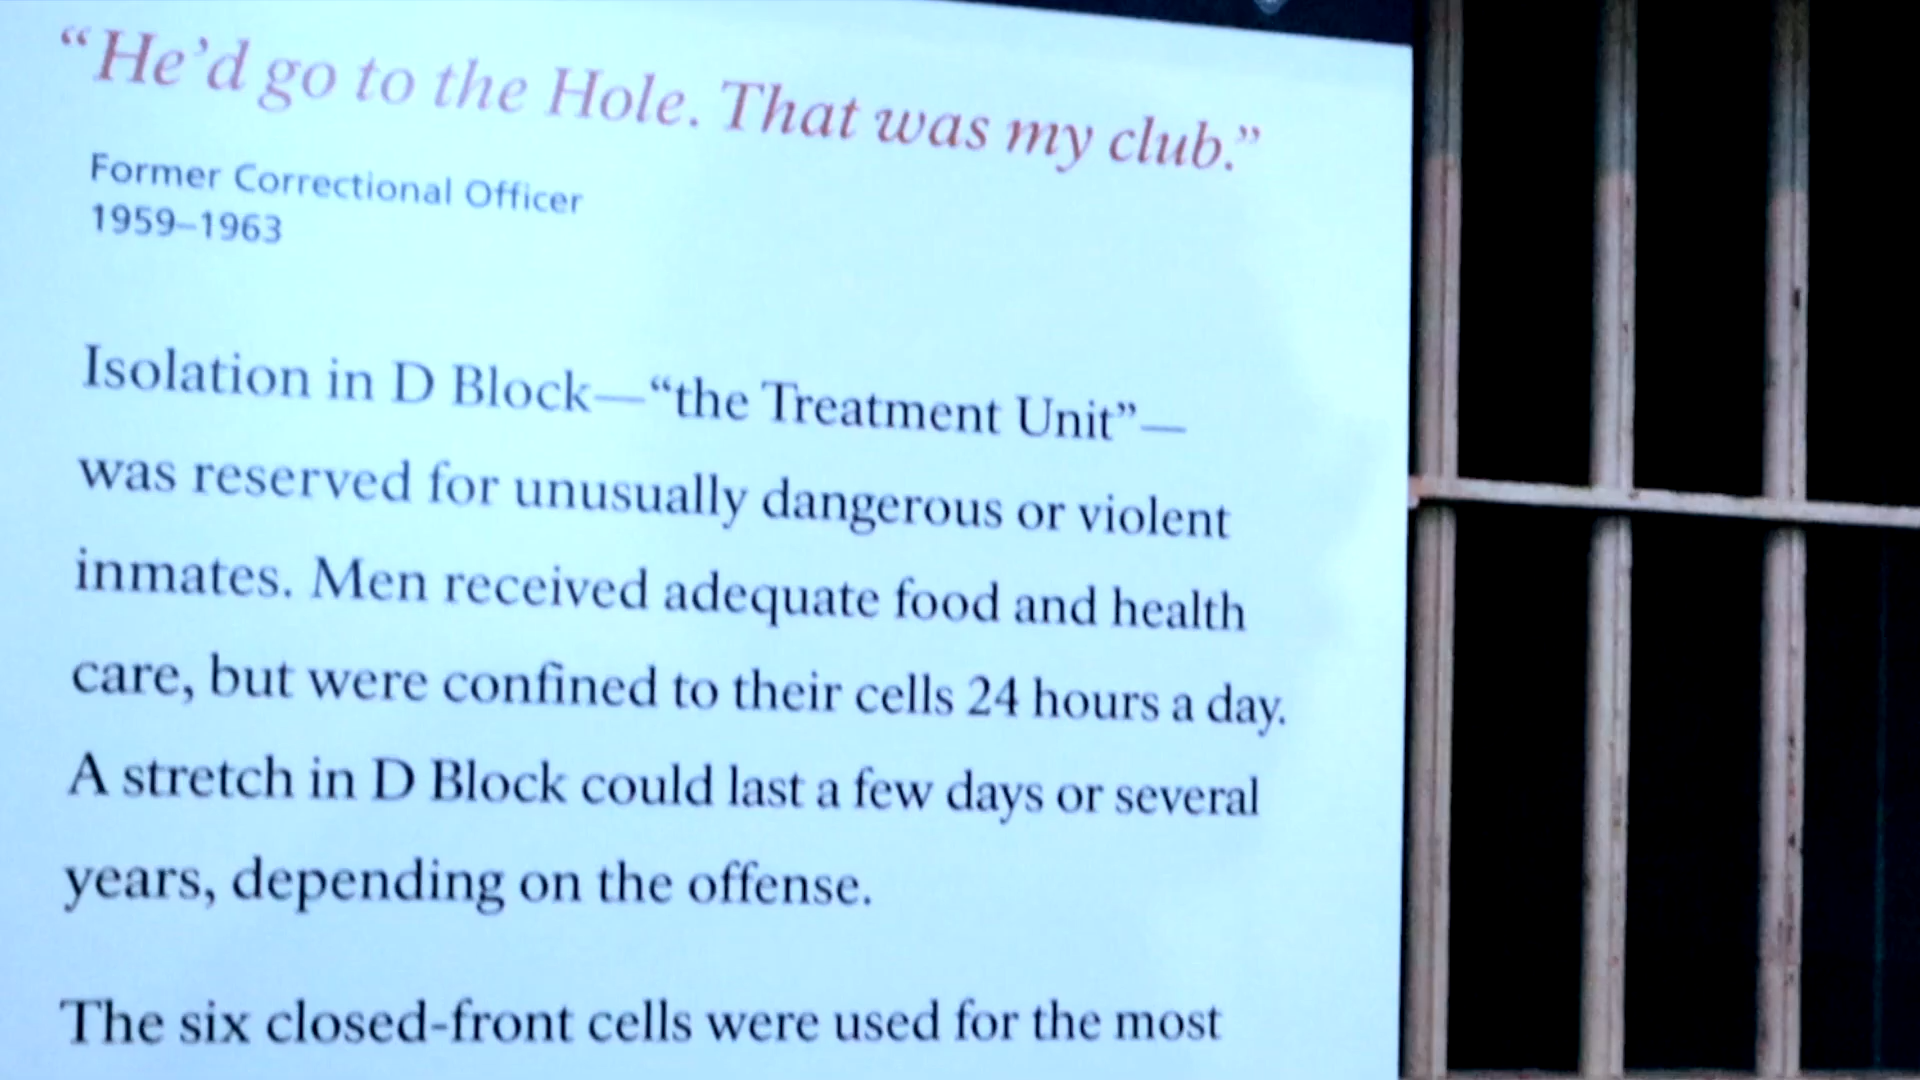 “He’d go to the Hole. That was my club.”
Former Correctional Officer
1959–1963
Isolation in D Block—“the Treatment Unit”—
was reserved for unusually dangerous or violent
inmates. Men received adequate food and health
care, but were confined to their cells 24 hours a day.
A stretch in D Block could last a few days or several
years, depending on the offense.
The six closed-front cells were used for the most